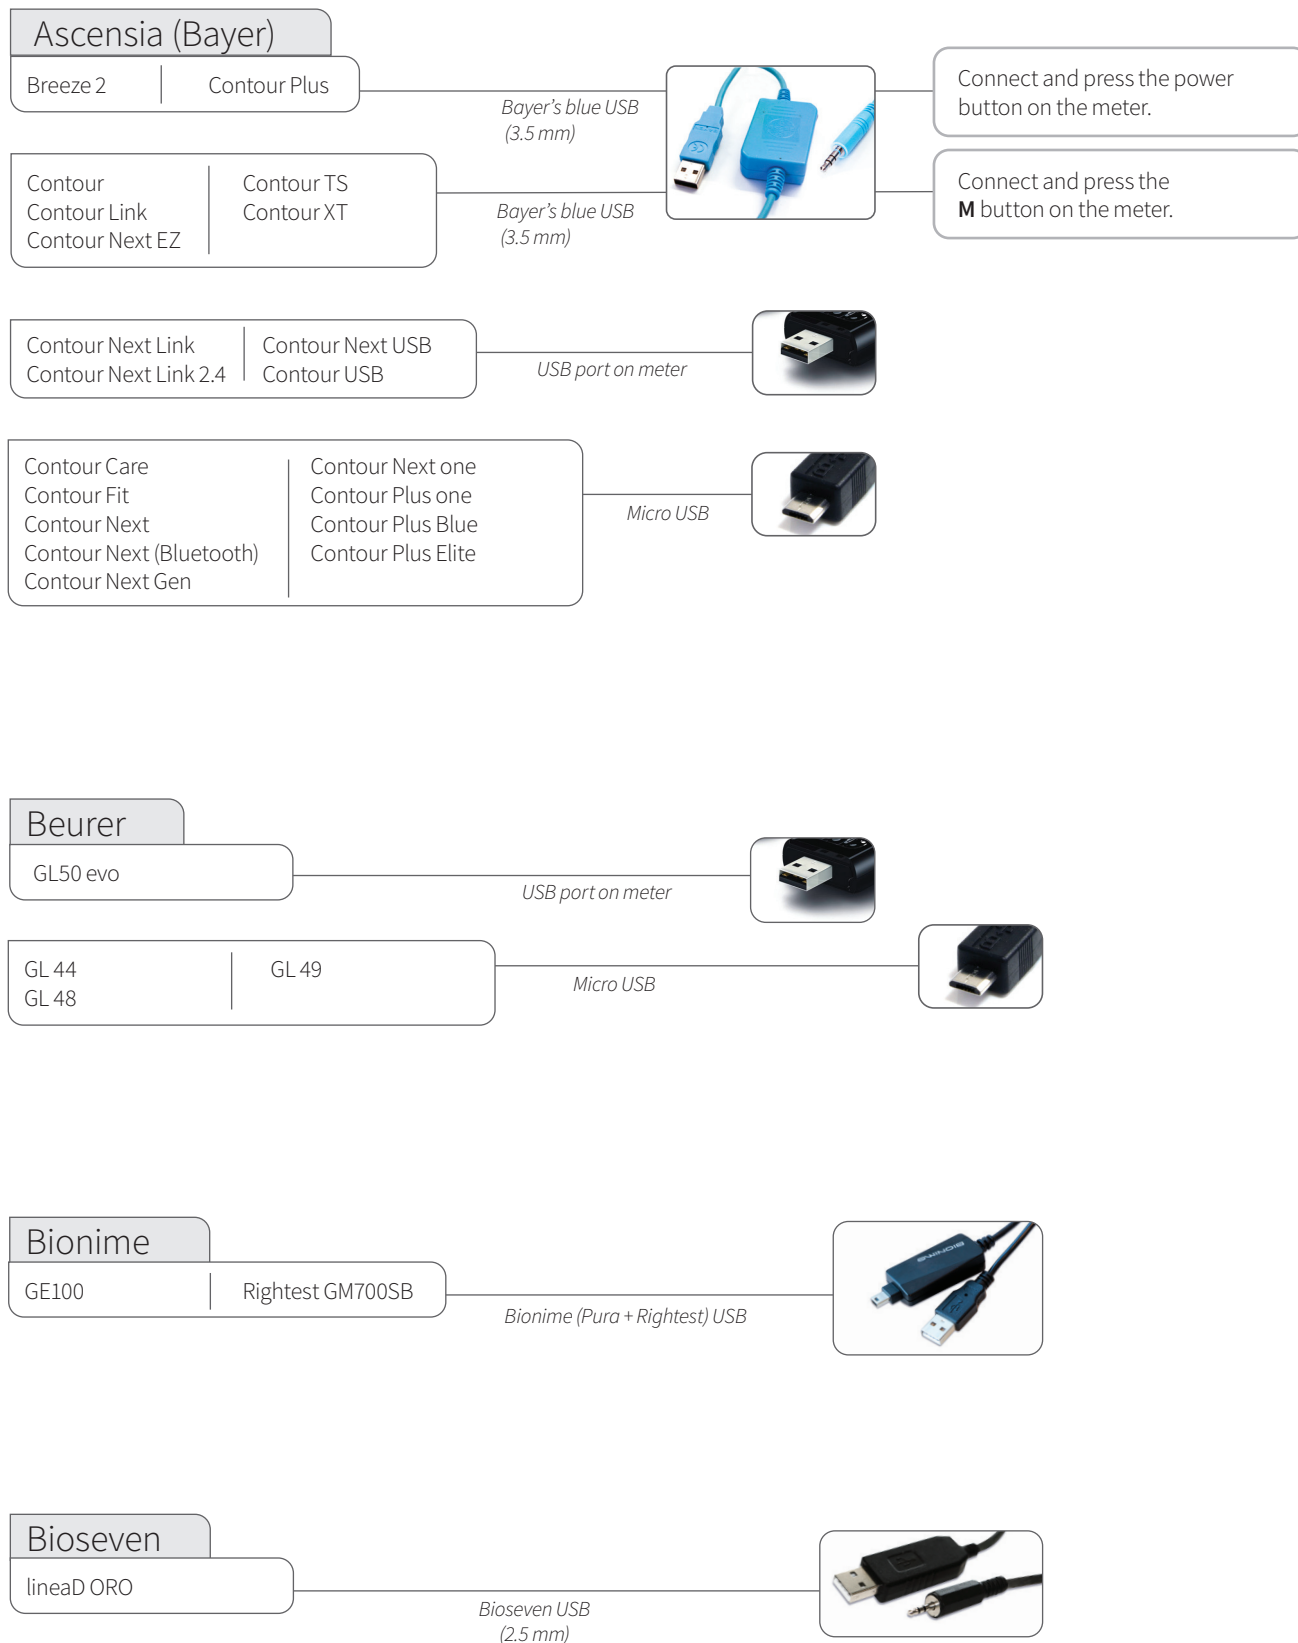 Ascensia (Bayer)
Breeze 2
Contour Plus
Bayer's blue USB
(3.5 mm)
Connect and press the power
button on the meter.
Contour
Contour Link
Contour Next EZ
Contour TS
Contour XT
Bayer's blue USB
(3.5 mm)
Connect and press the
M button on the meter.
Contour Next Link
Contour Next Link 2.4
Contour Next USB
Contour USB
USB port on meter
Contour Care
Contour Fit
Contour Next
Contour Next (Bluetooth)
Contour Next Gen
Contour Next one
Contour Plus one
Contour Plus Blue
Contour Plus Elite
Micro USB
Beurer
GL50 evo
USB port on meter
GL 44
GL 48
GL 49
Micro USB
Bionime
GE100
Rightest GM700SB
Bionime (Pura + Rightest) USB
BIONIME
Bioseven
lineaD ORO
Bioseven USB
(2.5 mm)